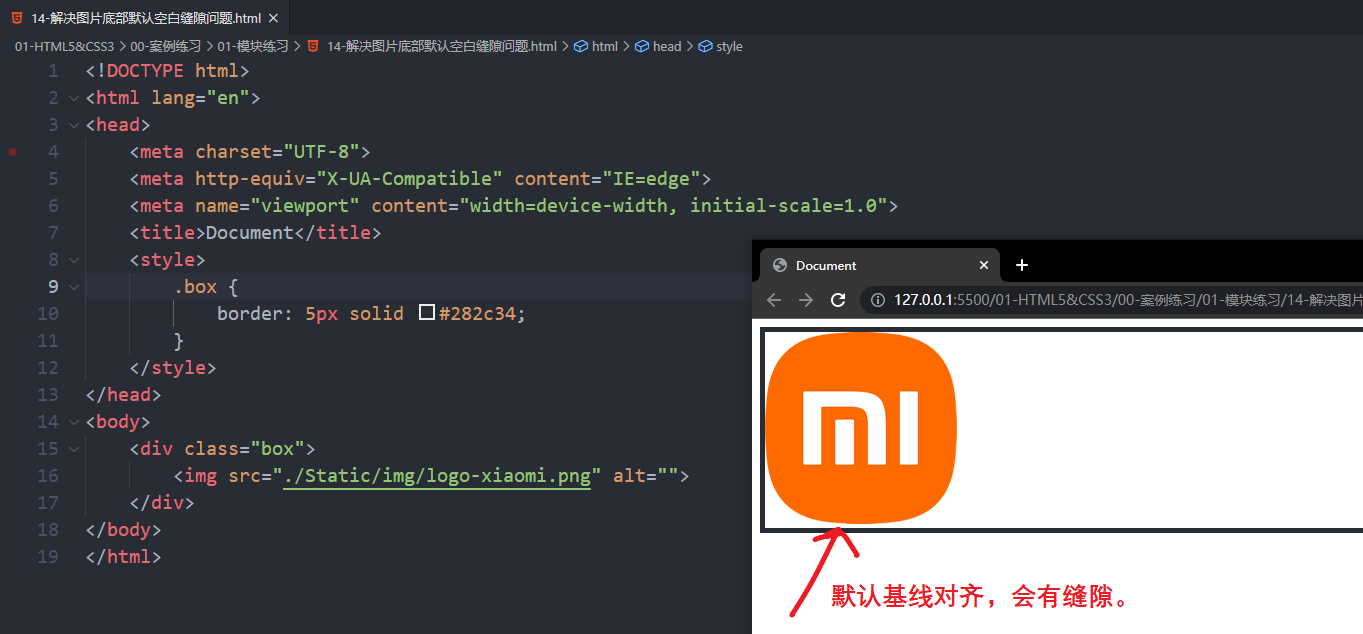 14-解决图片底部默认空白缝隙问题.html
01-HTML5&CSS3 > 00-案例练习 > 01-模块练习 > 14-解决图片底部默认空白缝隙问题.html > html > head > style
1 <!DOCTYPE html>
2 <html lang="en">
3 <head>
4 <meta charset="UTF-8">
5 <meta http-equiv="X-UA-Compatible" content="IE=edge">
6 <meta name="viewport" content="width=device-width, initial-scale=1.0">
7 <title>Document</title>
8 <style>
9 .box {
10 border: 5px solid #282c34;
11 }
12 </style>
13 </head>
14 <body>
15 <div class="box">
16 <img src="./Static/img/logo-xiaomi.png" alt="">
17 </div>
18 </body>
19 </html>
Document
127.0.0.1:5500/01-HTML5&CSS3/00-案例练习/01-模块练习/14-解决图片
mi
默认基线对齐，会有缝隙。